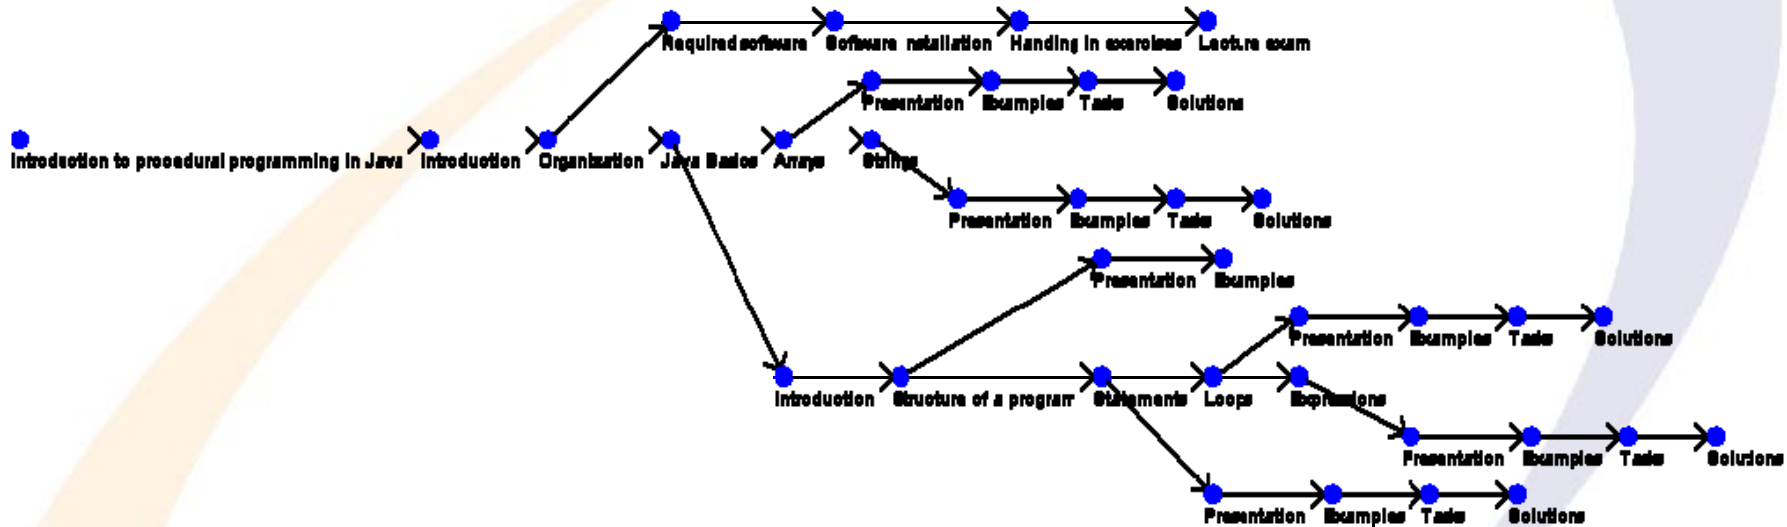 Required software Software installation Handing in exercises Lecture exam
Presentation Examples Tasks Solutions
Introduction to procedural programming in Java Introduction Organization Java Basics Arrays Strings
Presentation Examples Tasks Solutions
Presentation Examples
Presentation Examples Tasks Solutions
Introduction Structure of a program Statements Loops Expressions
Presentation Examples Tasks Solutions
Presentation Examples Tasks Solutions